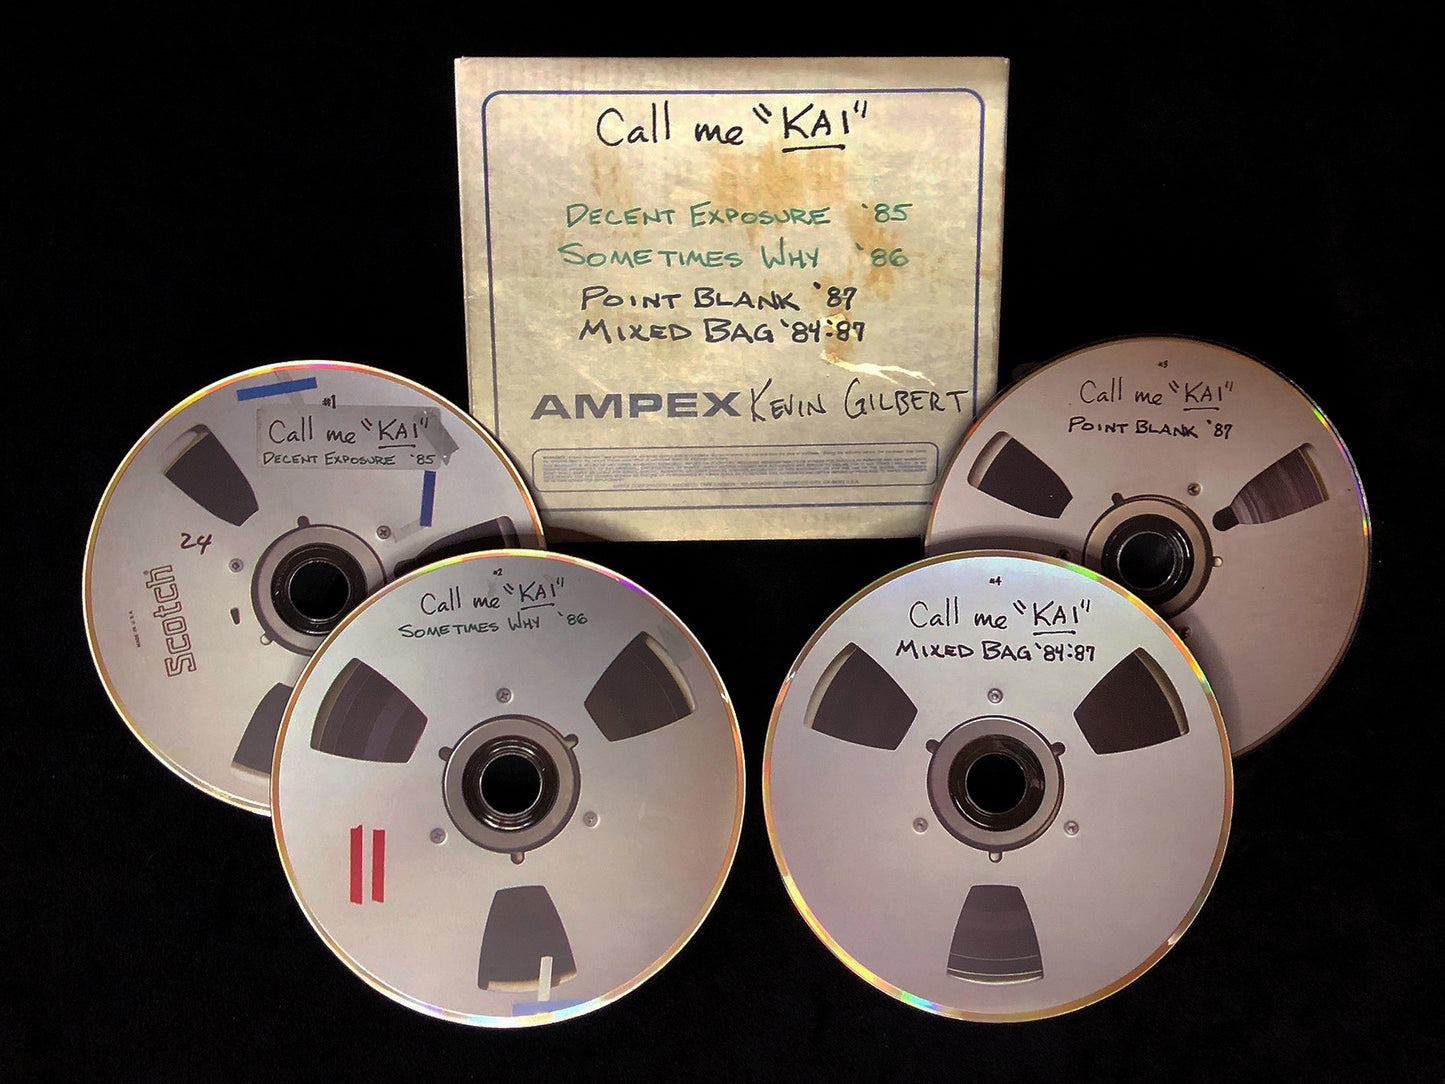 Call me "KAI"
DECENT EXPOSURE '85
SOMETIMES WHY '86
POINT BLANK '87
MIXED BAG '84:'87
AMPEX KEVIN GILBERT
#1
Call me "KAI"
DECENT EXPOSURE '85
24
Scotch
MADE IN U.S.A.
#2
Call me "KAI"
SOMETIMES WHY '86
#3
Call me "KAI"
POINT BLANK '87
#4
Call me "KAI"
MIXED BAG '84:'87